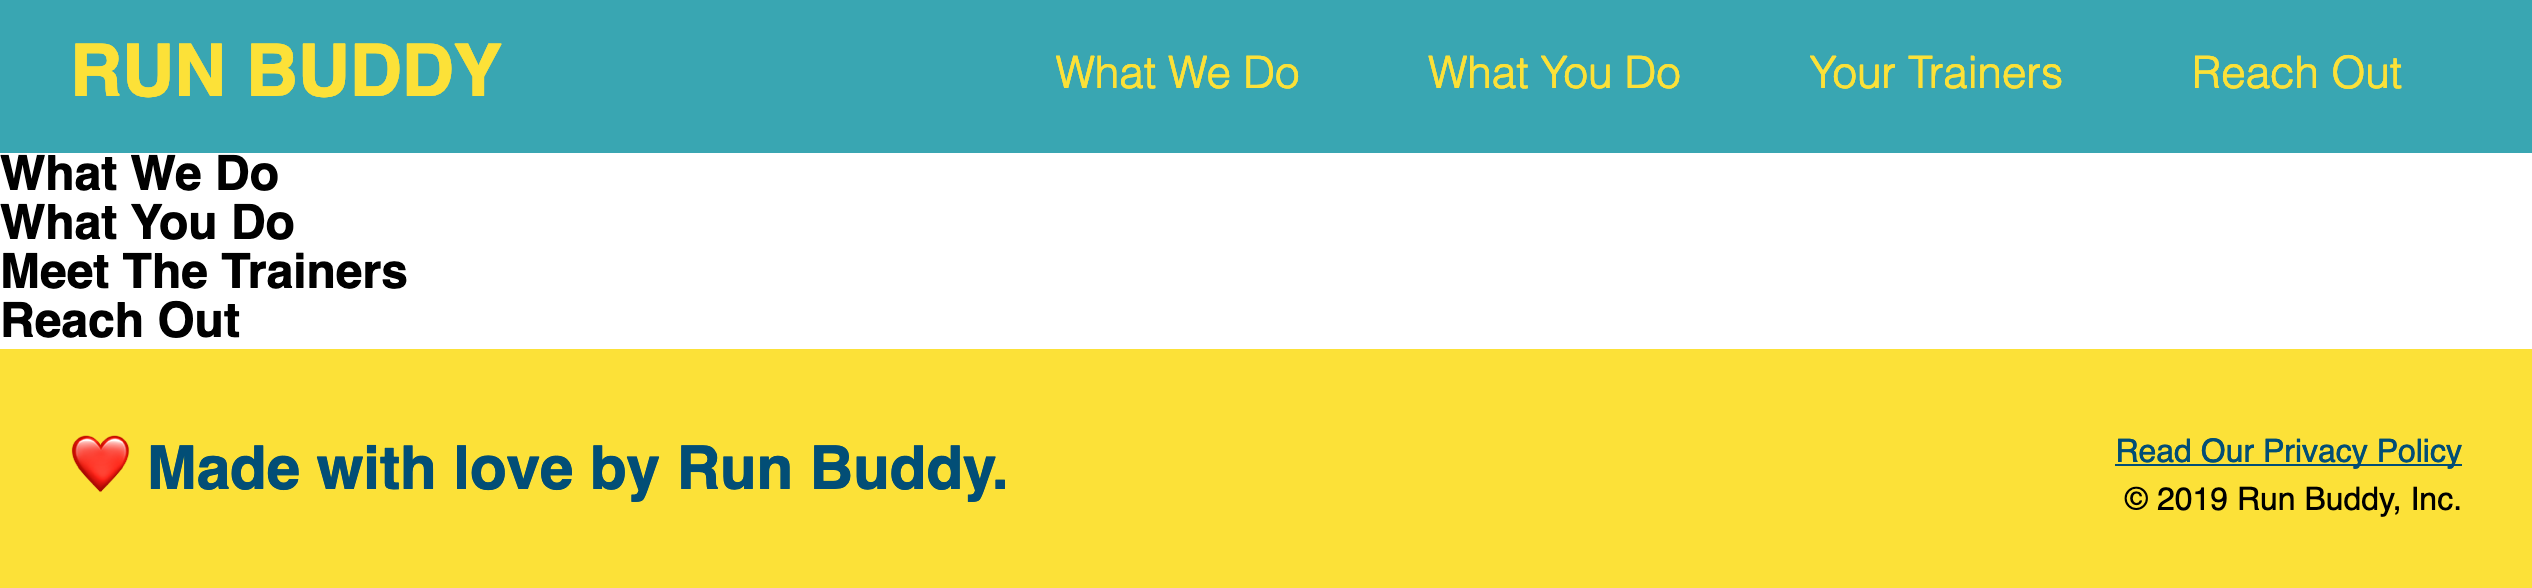 RUN BUDDY
What We Do What You Do Your Trainers Reach Out
What We Do
What You Do
Meet The Trainers
Reach Out
❤️ Made with love by Run Buddy.
Read Our Privacy Policy
© 2019 Run Buddy, Inc.